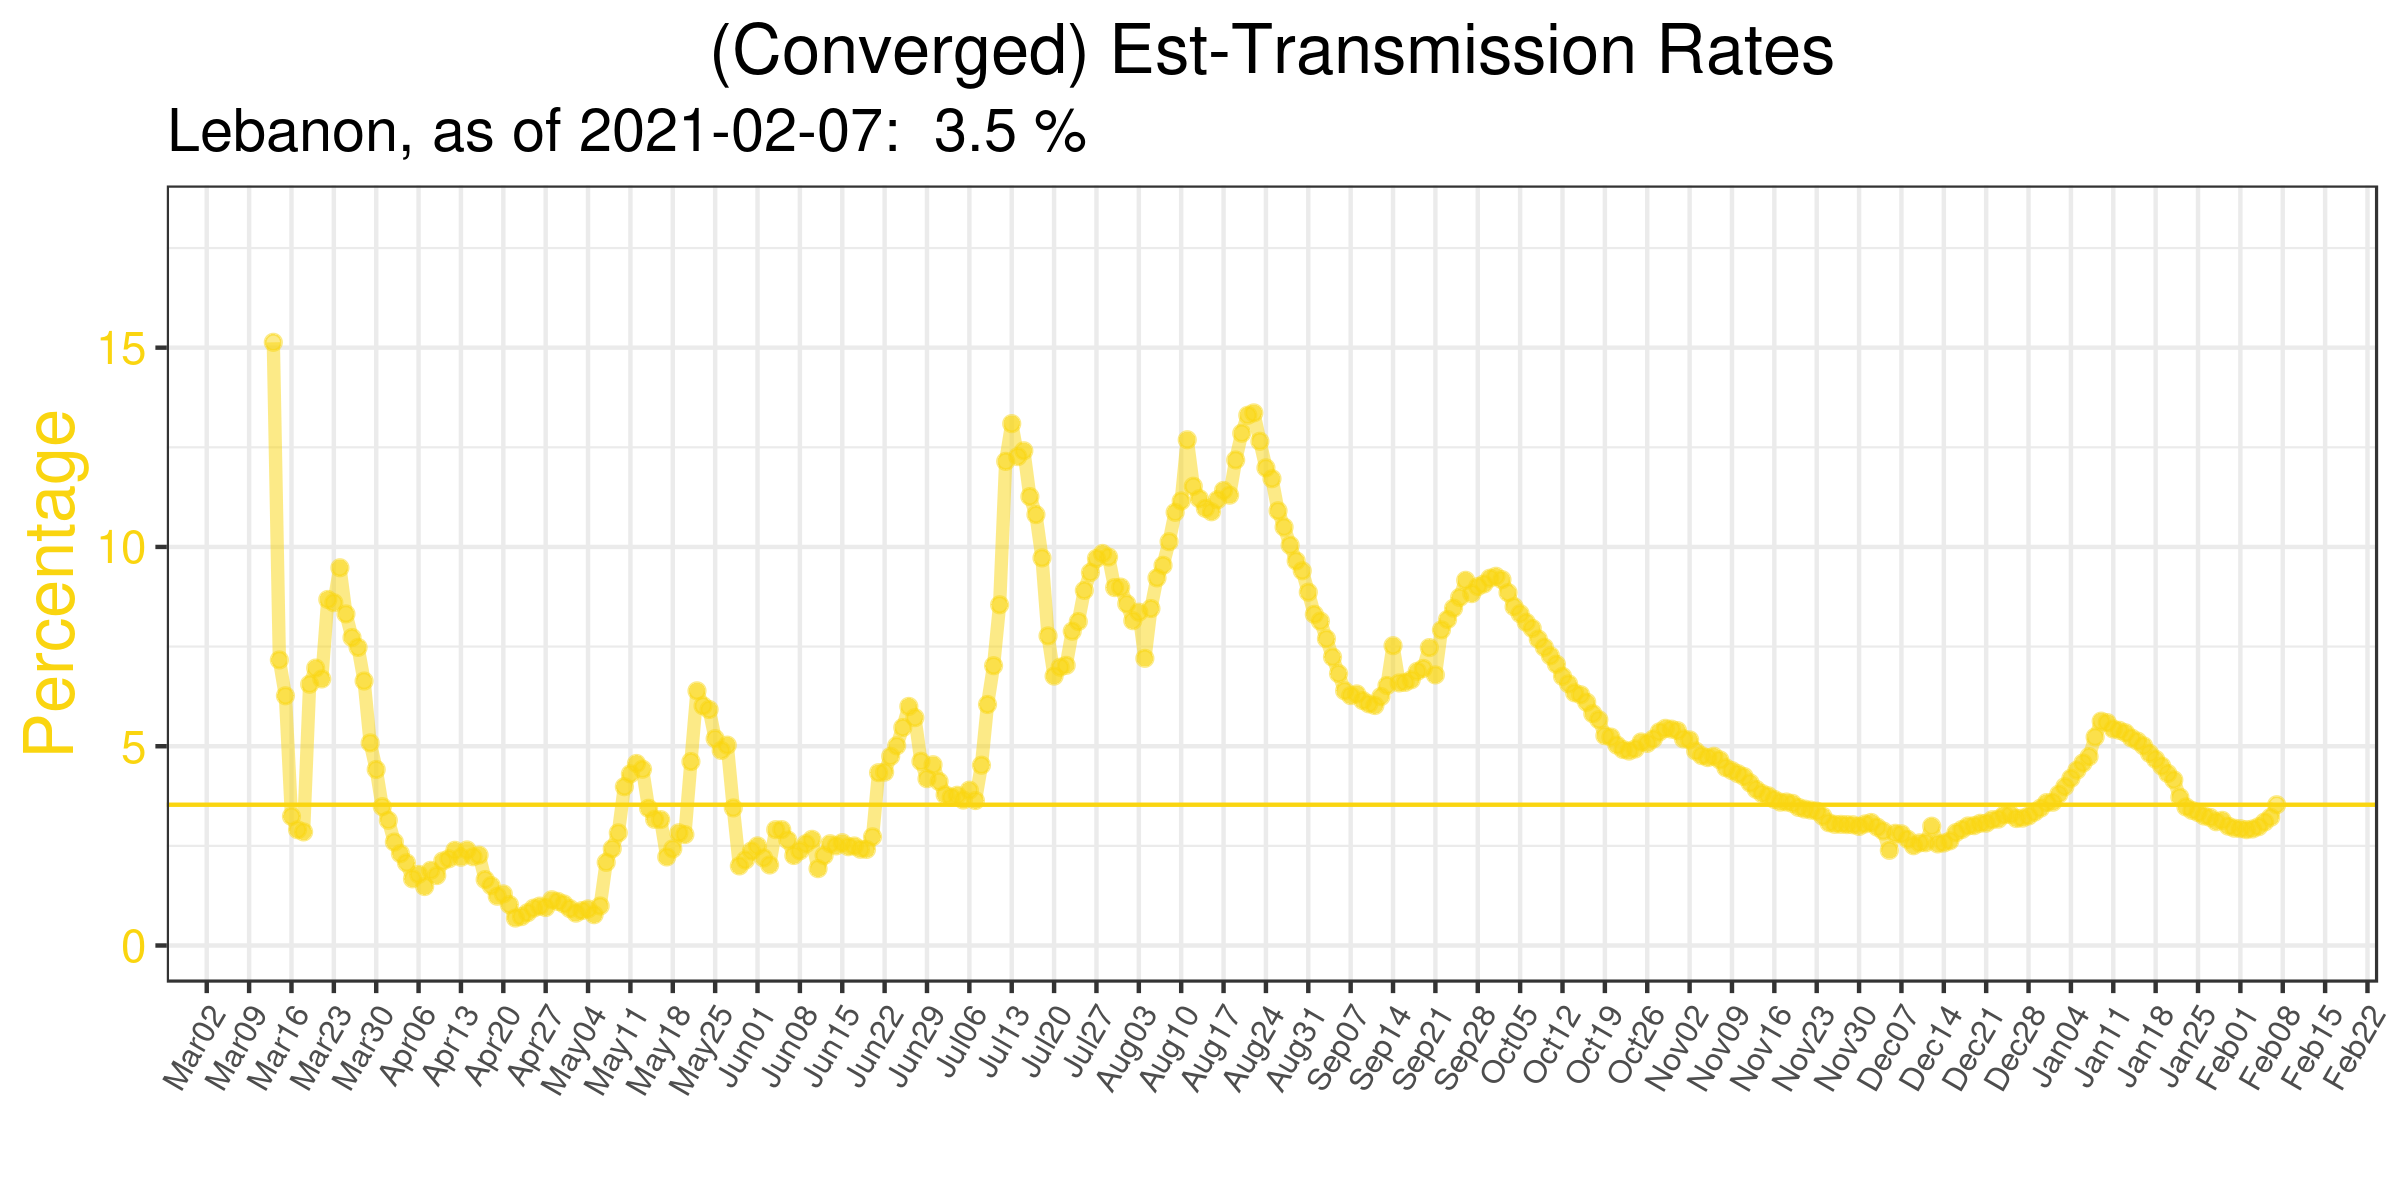 (Converged) Est-Transmission Rates
Lebanon, as of 2021-02-07:  3.5 %
Percentage
15
10
5
0
Mar02 Mar09 Mar16 Mar23 Mar30 Apr06 Apr13 Apr20 Apr27 May04 May11 May18 May25 Jun01 Jun08 Jun15 Jun22 Jun29 Jul06 Jul13 Jul20 Jul27 Aug03 Aug10 Aug17 Aug24 Aug31 Sep07 Sep14 Sep21 Sep28 Oct05 Oct12 Oct19 Oct26 Nov02 Nov09 Nov16 Nov23 Nov30 Dec07 Dec14 Dec21 Dec28 Jan04 Jan11 Jan18 Jan25 Feb01 Feb08 Feb15 Feb22